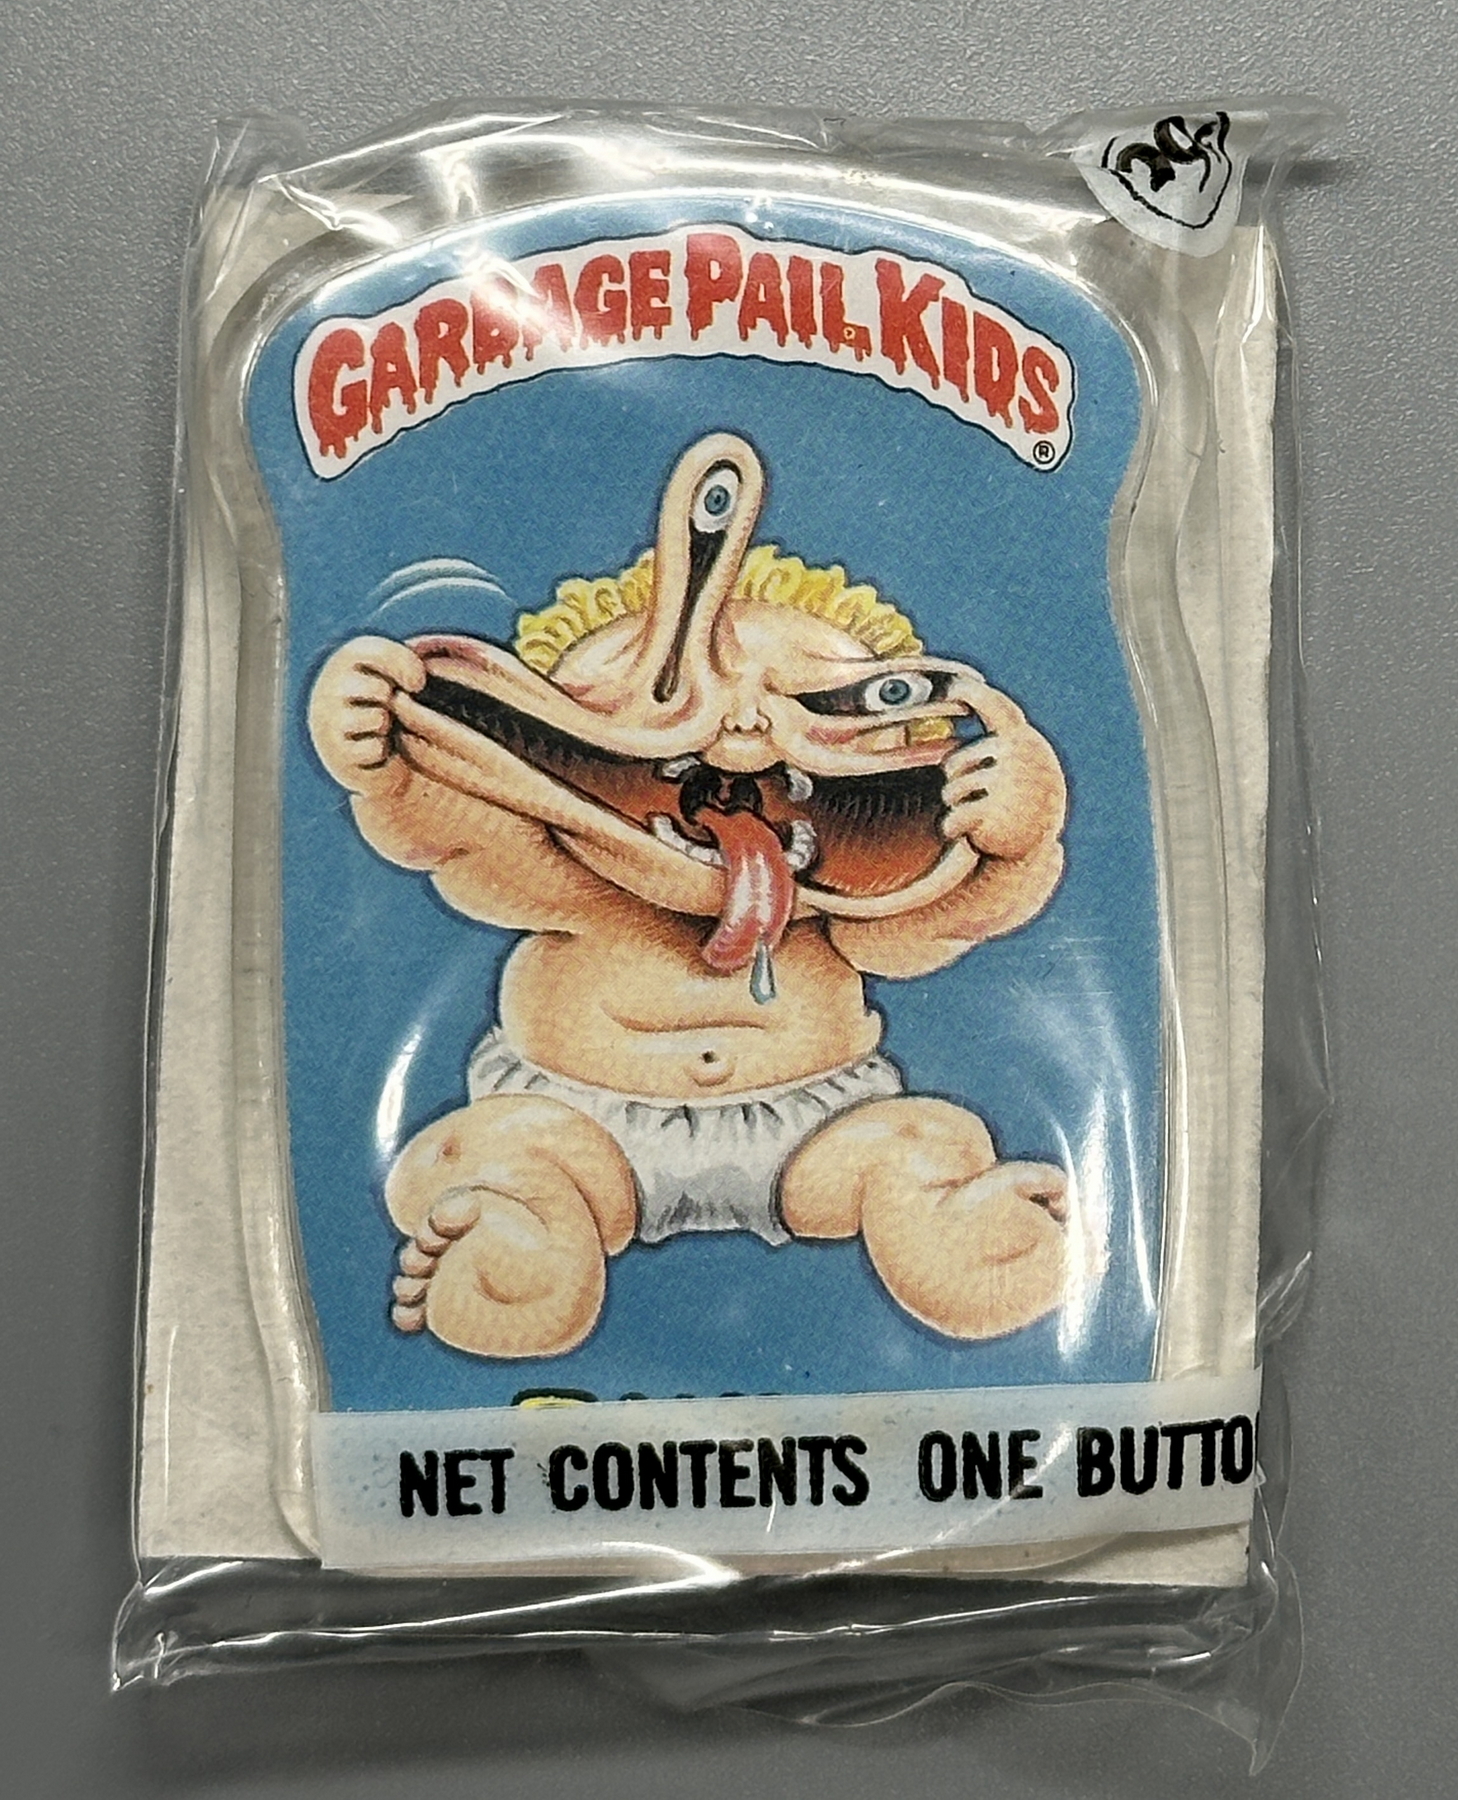 GARBAGE PAIL KIDS
®
NET CONTENTS ONE BUTTO